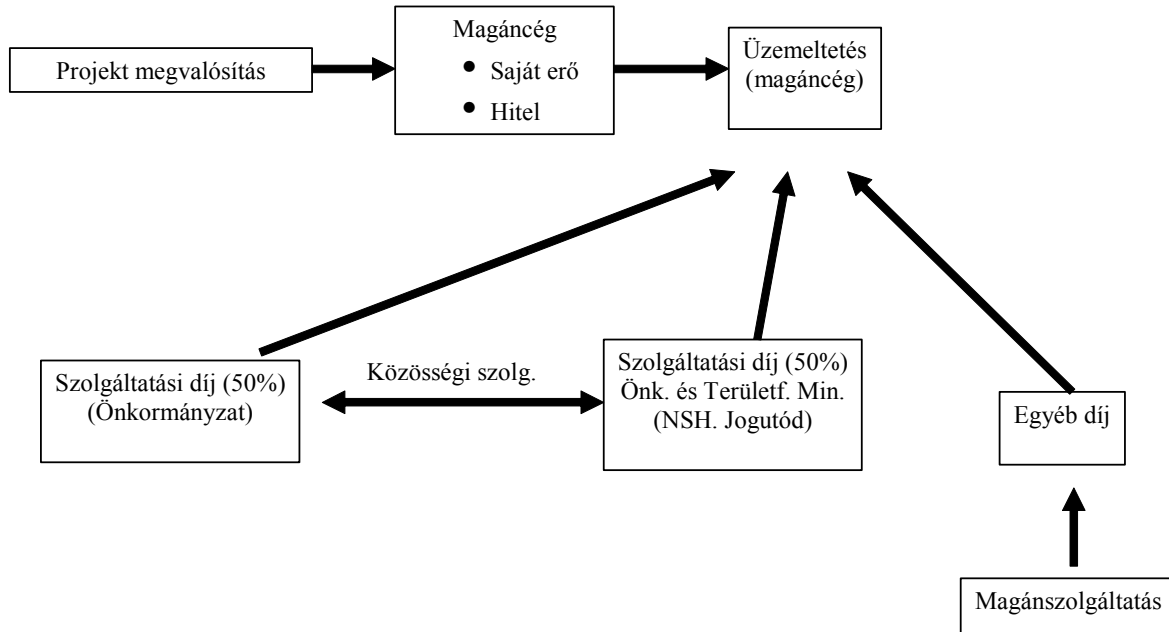 Projekt megvalósítás
Magáncég
• Saját erő
• Hitel
Üzemeltetés
(magáncég)
Szolgáltatási díj (50%)
(Önkormányzat)
Közösségi szolg.
Szolgáltatási díj (50%)
Önk. és Területf. Min.
(NSH. Jogutód)
Egyéb díj
Magánszolgáltatás